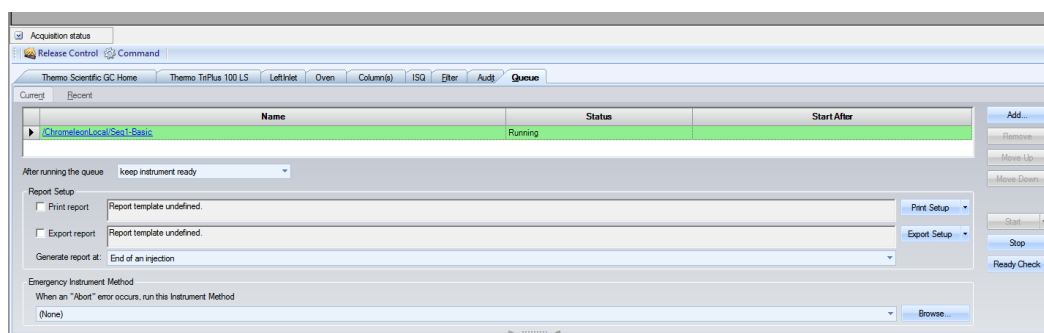 Acquisition status
Release Control Command
Thermo Scientific GC Home Thermo TriPlus 100 LS LeftInlet Oven Column(s) ISQ Filter Audit Queue
Current Recent
Name Status Start After Add...
/ChromeleonLocal/Seq1-Basic Running Remove
Move Up
After running the queue keep instrument ready Move Down
Report Setup
Print report Report template undefined. Print Setup
Start
Export report Report template undefined. Export Setup
Stop
Generate report at: End of an injection
Ready Check
Emergency Instrument Method
When an "Abort" error occurs, run this Instrument Method
(None) Browse...